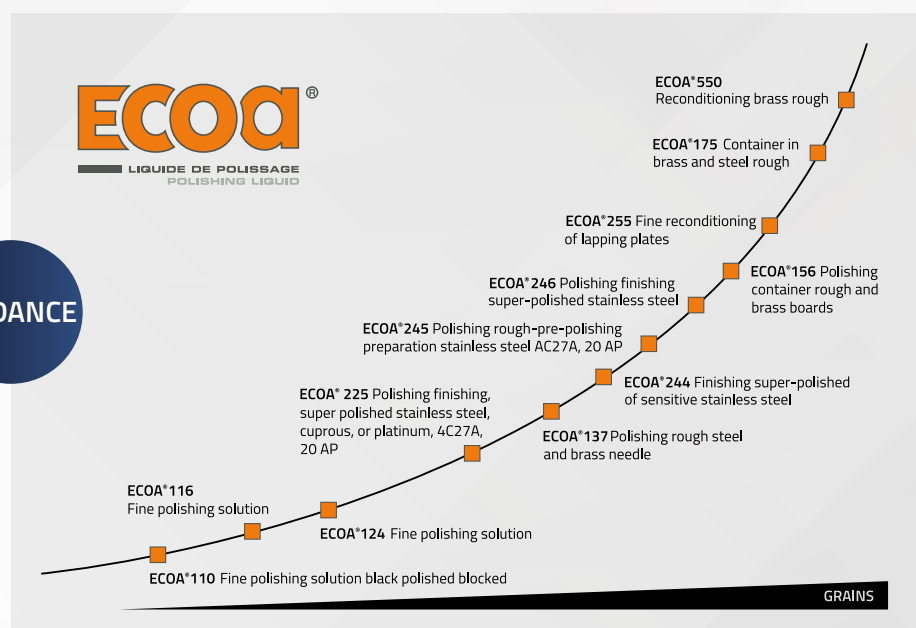 ECOA®
LIQUIDE DE POLISSAGE
POLISHING LIQUID
DANCE
ECOA®550
Reconditioning brass rough
ECOA®175 Container in
brass and steel rough
ECOA®255 Fine reconditioning
of lapping plates
ECOA®156 Polishing
container rough and
brass boards
ECOA®246 Polishing finishing
super-polished stainless steel
ECOA®245 Polishing rough-pre-polishing
preparation stainless steel AC27A, 20 AP
ECOA®244 Finishing super-polished
of sensitive stainless steel
ECOA® 225 Polishing finishing,
super polished stainless steel,
cuprous, or platinum, 4C27A,
20 AP
ECOA®137 Polishing rough steel
and brass needle
ECOA®116
Fine polishing solution
ECOA®124 Fine polishing solution
ECOA®110 Fine polishing solution black polished blocked
GRAINS